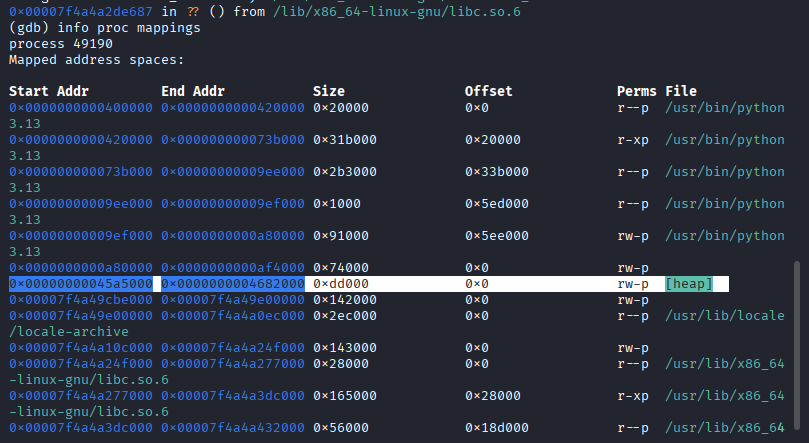 0x00007f4a4a2de687 in ?? () from /lib/x86_64-linux-gnu/libc.so.6
(gdb) info proc mappings
process 49190
Mapped address spaces:
Start Addr End Addr Size Offset Perms File
0x0000000000400000 0x0000000000420000 0x20000 0x0 r--p /usr/bin/python
3.13
0x0000000000420000 0x000000000073b000 0x31b000 0x20000 r-xp /usr/bin/python
3.13
0x000000000073b000 0x00000000009ee000 0x2b3000 0x33b000 r--p /usr/bin/python
3.13
0x00000000009ee000 0x00000000009ef000 0x1000 0x5ed000 r--p /usr/bin/python
3.13
0x00000000009ef000 0x0000000000a80000 0x91000 0x5ee000 rw-p /usr/bin/python
3.13
0x0000000000a80000 0x0000000000af4000 0x74000 0x0 rw-p
0x00000000045a5000 0x0000000004682000 0xdd000 0x0 rw-p [heap]
0x00007f4a49cbe000 0x00007f4a49e00000 0x142000 0x0 rw-p
0x00007f4a49e00000 0x00007f4a4a0ec000 0x2ec000 0x0 r--p /usr/lib/locale
/locale-archive
0x00007f4a4a10c000 0x00007f4a4a24f000 0x143000 0x0 rw-p
0x00007f4a4a24f000 0x00007f4a4a277000 0x28000 0x0 r--p /usr/lib/x86_64
-linux-gnu/libc.so.6
0x00007f4a4a277000 0x00007f4a4a3dc000 0x165000 0x28000 r-xp /usr/lib/x86_64
-linux-gnu/libc.so.6
0x00007f4a4a3dc000 0x00007f4a4a432000 0x56000 0x18d000 r--p /usr/lib/x86_64